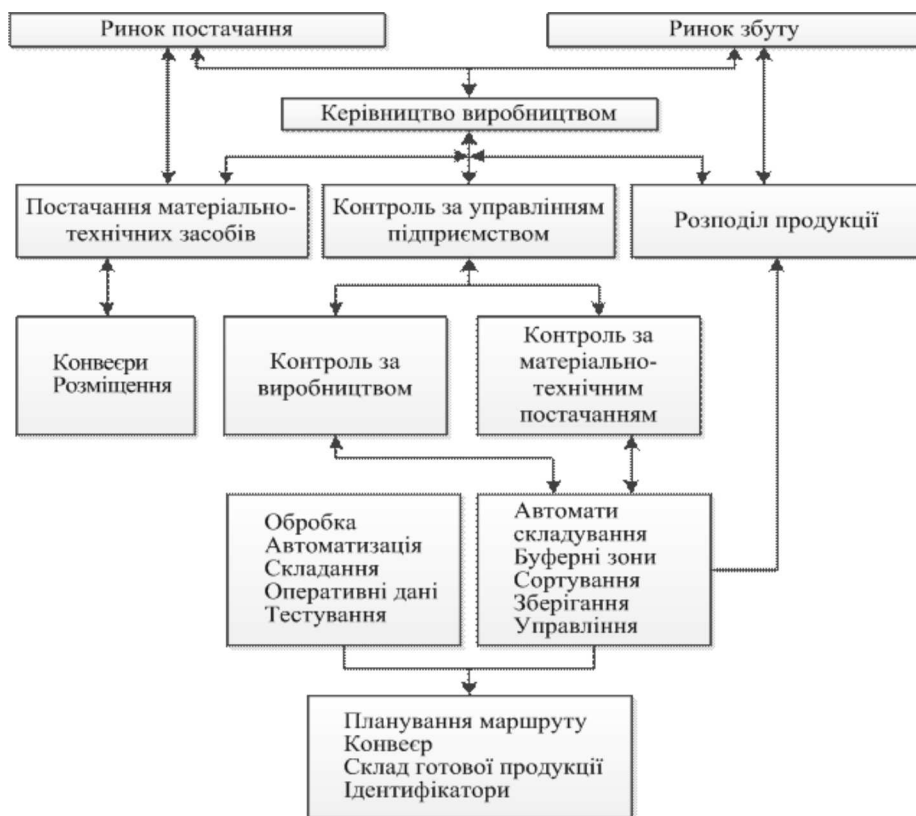 Ринок постачання
Ринок збуту
Керівництво виробництвом
Постачання матеріально-
технічних засобів
Контроль за управлінням
підприємством
Розподіл продукції
Конвеєри
Розміщення
Контроль за
виробництвом
Контроль за
матеріально-
технічним
постачанням
Обробка
Автоматизація
Складання
Оперативні дані
Тестування
Автомати
складування
Буферні зони
Сортування
Зберігання
Управління
Планування маршруту
Конвеєр
Склад готової продукції
Ідентифікатори